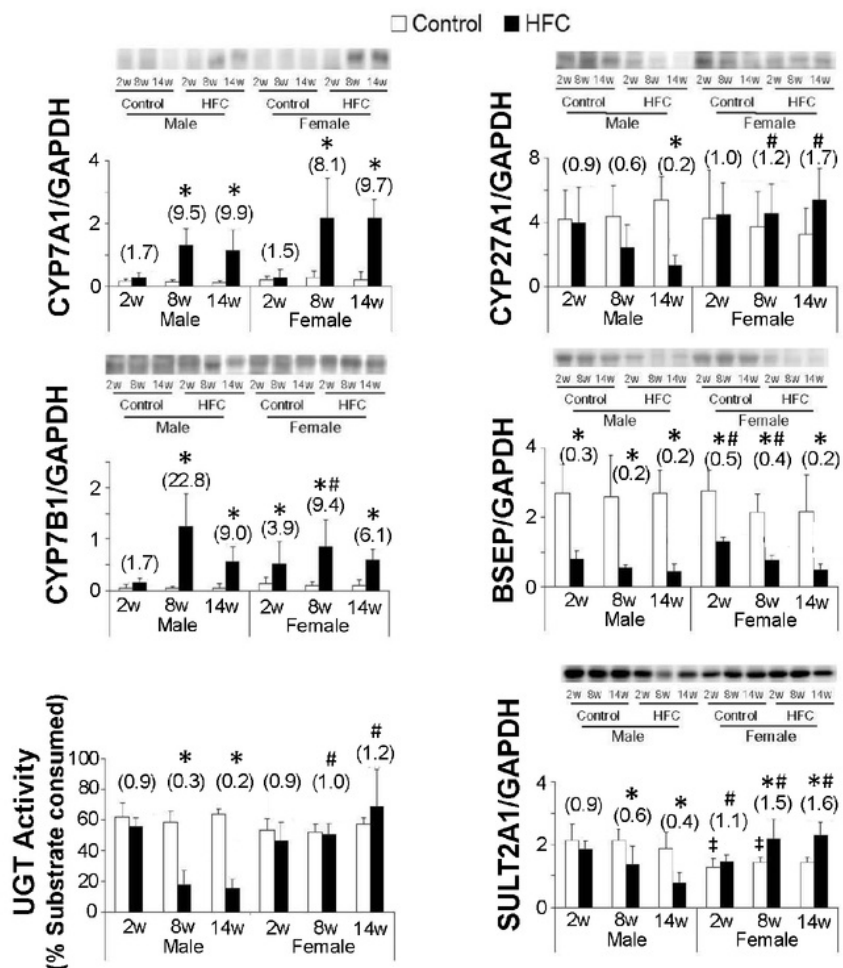 □ Control ■ HFC
2w 8w 14w 2w 8w 14w 2w 8w 14w 2w 8w 14w
Control HFC Control HFC
Male Female
CYP7A1/GAPDH
4
2
0
(1.7) * (9.5) * (9.9) (1.5) * (8.1) * (9.7)
2w 8w 14w 2w 8w 14w
Male Female
2w 8w 14w 2w 8w 14w 2w 8w 14w 2w 8w 14w
Control HFC Control HFC
Male Female
CYP27A1/GAPDH
8
4
0
(0.9) (0.6) * (0.2) (1.0) # (1.2) # (1.7)
2w 8w 14w 2w 8w 14w
Male Female
2w 8w 14w 2w 8w 14w 2w 8w 14w 2w 8w 14w
Control HFC Control HFC
Male Female
CYP7B1/GAPDH
2
1
0
(1.7) * (22.8) * (9.0) * (3.9) *# (9.4) * (6.1)
2w 8w 14w 2w 8w 14w
Male Female
2w 8w 14w 2w 8w 14w 2w 8w 14w 2w 8w 14w
Control HFC Control HFC
Male Female
BSEP/GAPDH
4
2
0
* (0.3) * (0.2) * (0.2) *# (0.5) *# (0.4) * (0.2)
2w 8w 14w 2w 8w 14w
Male Female
UGT Activity
(% Substrate consumed)
100
80
60
40
20
0
(0.9) * (0.3) * (0.2) (0.9) # (1.0) # (1.2)
2w 8w 14w 2w 8w 14w
Male Female
2w 8w 14w 2w 8w 14w 2w 8w 14w 2w 8w 14w
Control HFC Control HFC
Male Female
SULT2A1/GAPDH
4
2
0
(0.9) * (0.6) * (0.4) # (1.1) *# (1.5) *# (1.6)
‡ ‡
2w 8w 14w 2w 8w 14w
Male Female